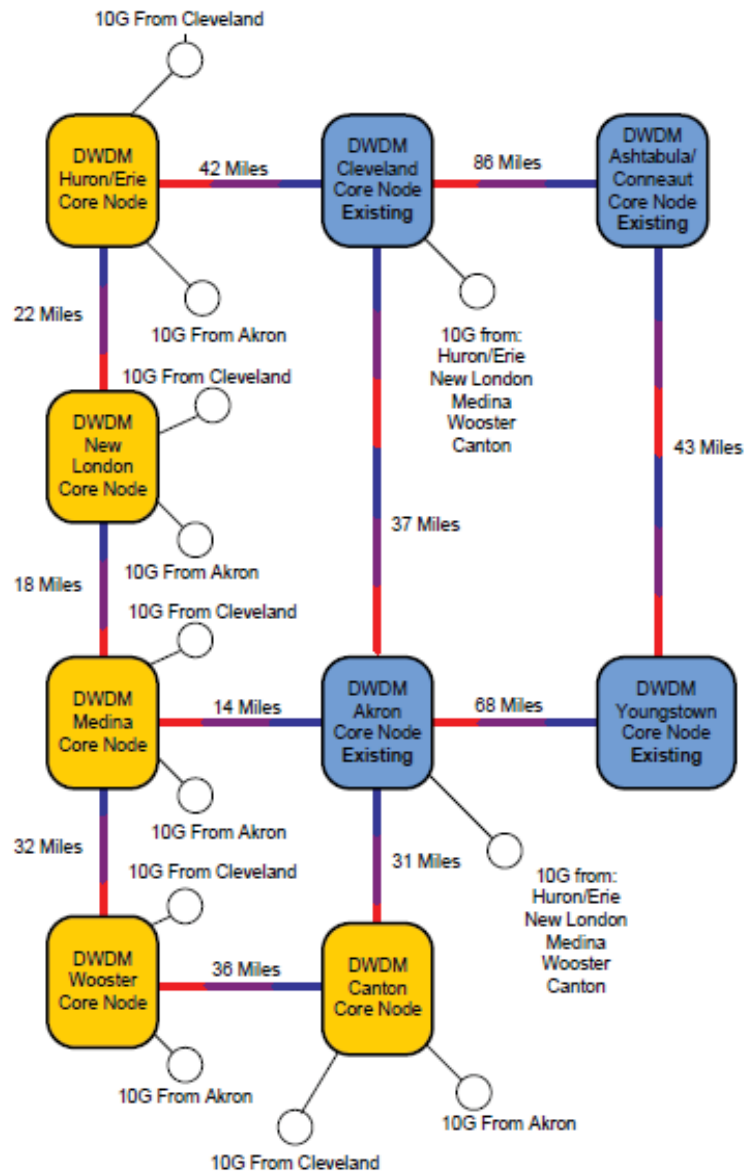 10G From Cleveland
DWDM
Huron/Erie
Core Node
42 Miles
DWDM
Cleveland
Core Node
Existing
86 Miles
DWDM
Ashtabula/
Conneaut
Core Node
Existing
22 Miles
10G From Akron
10G From Cleveland
10G from:
Huron/Erie
New London
Medina
Wooster
Canton
DWDM
New
London
Core Node
43 Miles
37 Miles
10G From Akron
18 Miles
10G From Cleveland
DWDM
Medina
Core Node
14 Miles
DWDM
Akron
Core Node
Existing
68 Miles
DWDM
Youngstown
Core Node
Existing
10G From Akron
32 Miles
10G From Cleveland
31 Miles
10G from:
Huron/Erie
New London
Medina
Wooster
Canton
DWDM
Wooster
Core Node
36 Miles
DWDM
Canton
Core Node
10G From Akron
10G From Akron
10G From Cleveland